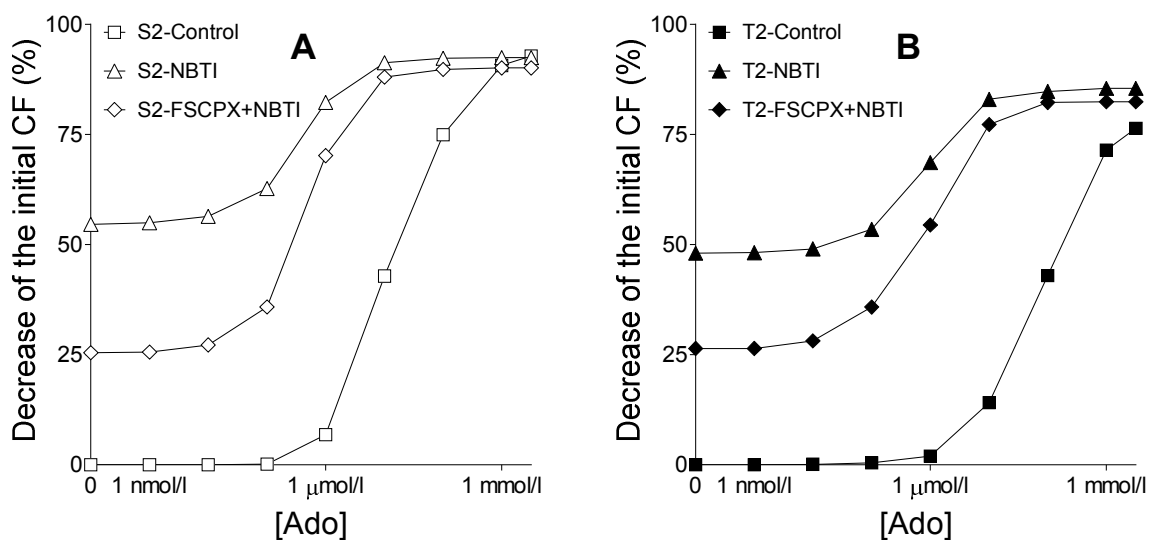 Decrease of the initial CF (%)
100
75
50
25
0
S2-Control
S2-NBTI
S2-FSCPX+NBTI
A
0 1 nmol/l 1 μmol/l 1 mmol/l
[Ado]
Decrease of the initial CF (%)
100
75
50
25
0
T2-Control
T2-NBTI
T2-FSCPX+NBTI
B
0 1 nmol/l 1 μmol/l 1 mmol/l
[Ado]